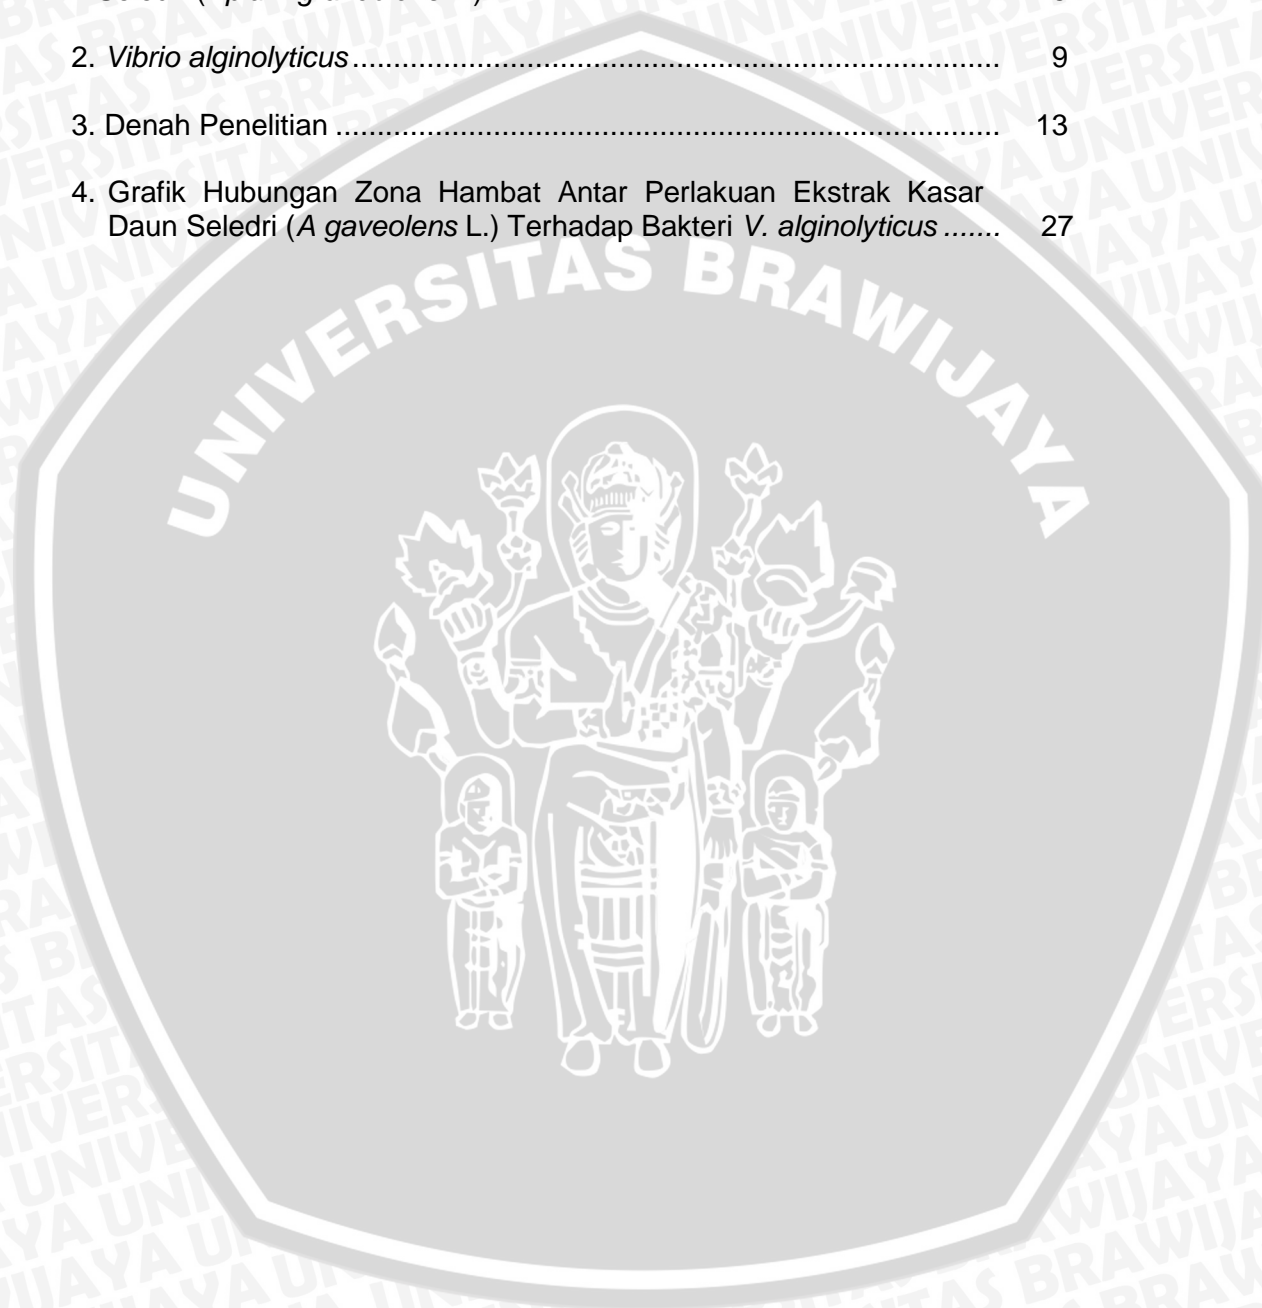 2. Vibrio alginolyticus ............................................................................... 9
3. Denah Penelitian ................................................................................. 13
4. Grafik Hubungan Zona Hambat Antar Perlakuan Ekstrak Kasar
Daun Seledri (A gaveolens L.) Terhadap Bakteri V. alginolyticus ....... 27
UNIVERSITAS BRAWIJAYA